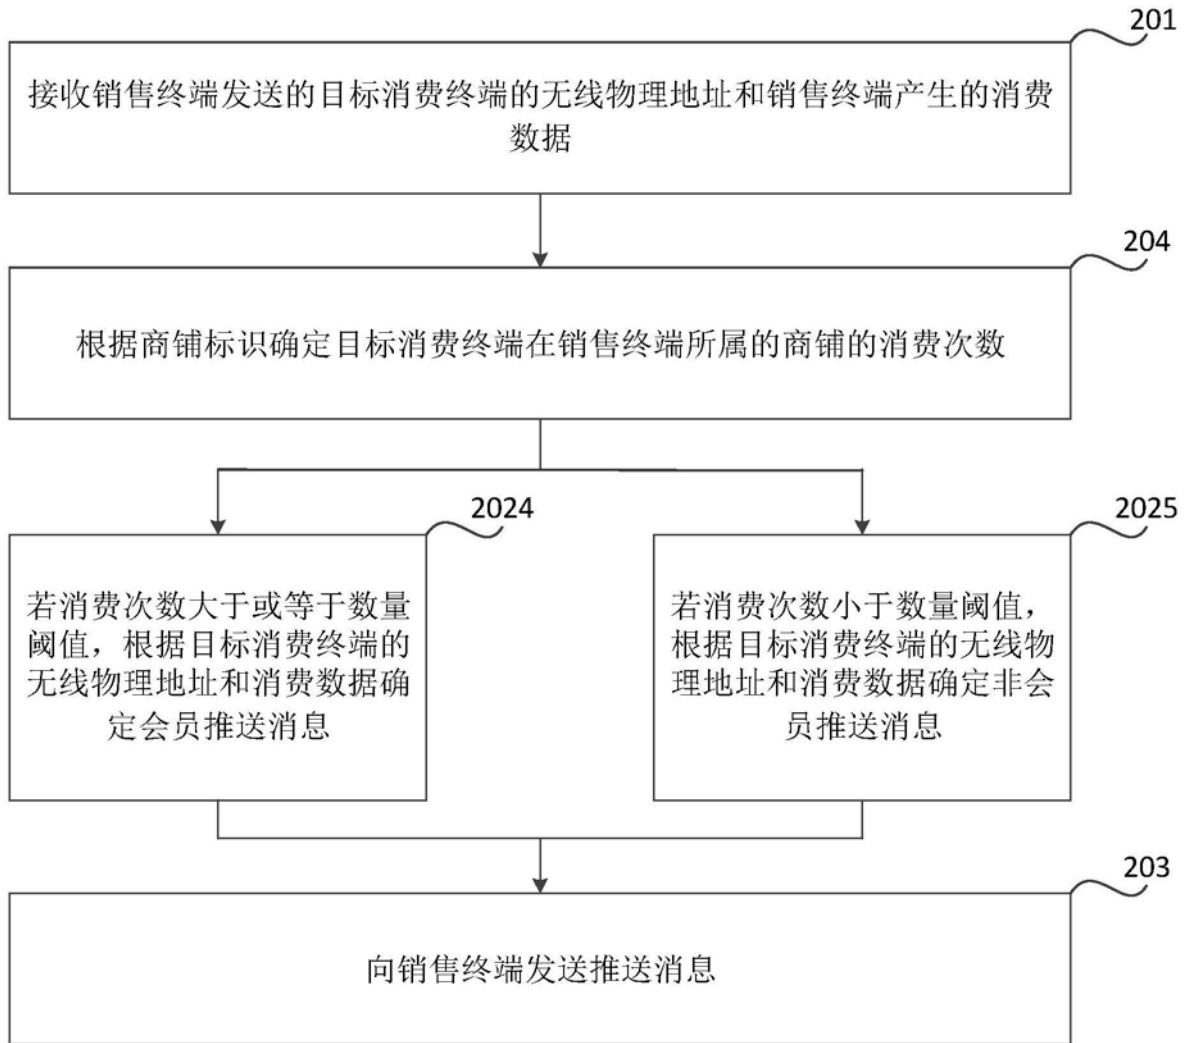 201
接收销售终端发送的目标消费终端的无线物理地址和销售终端产生的消费
数据
204
根据商铺标识确定目标消费终端在销售终端所属的商铺的消费次数
2024
若消费次数大于或等于数量
阈值，根据目标消费终端的
无线物理地址和消费数据确
定会员推送消息
2025
若消费次数小于数量阈值，
根据目标消费终端的无线物
理地址和消费数据确定非会
员推送消息
203
向销售终端发送推送消息